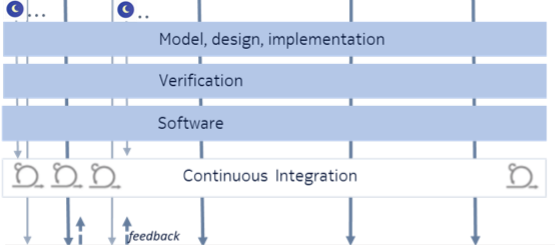 Model, design, implementation
Verification
Software
Continuous Integration
feedback